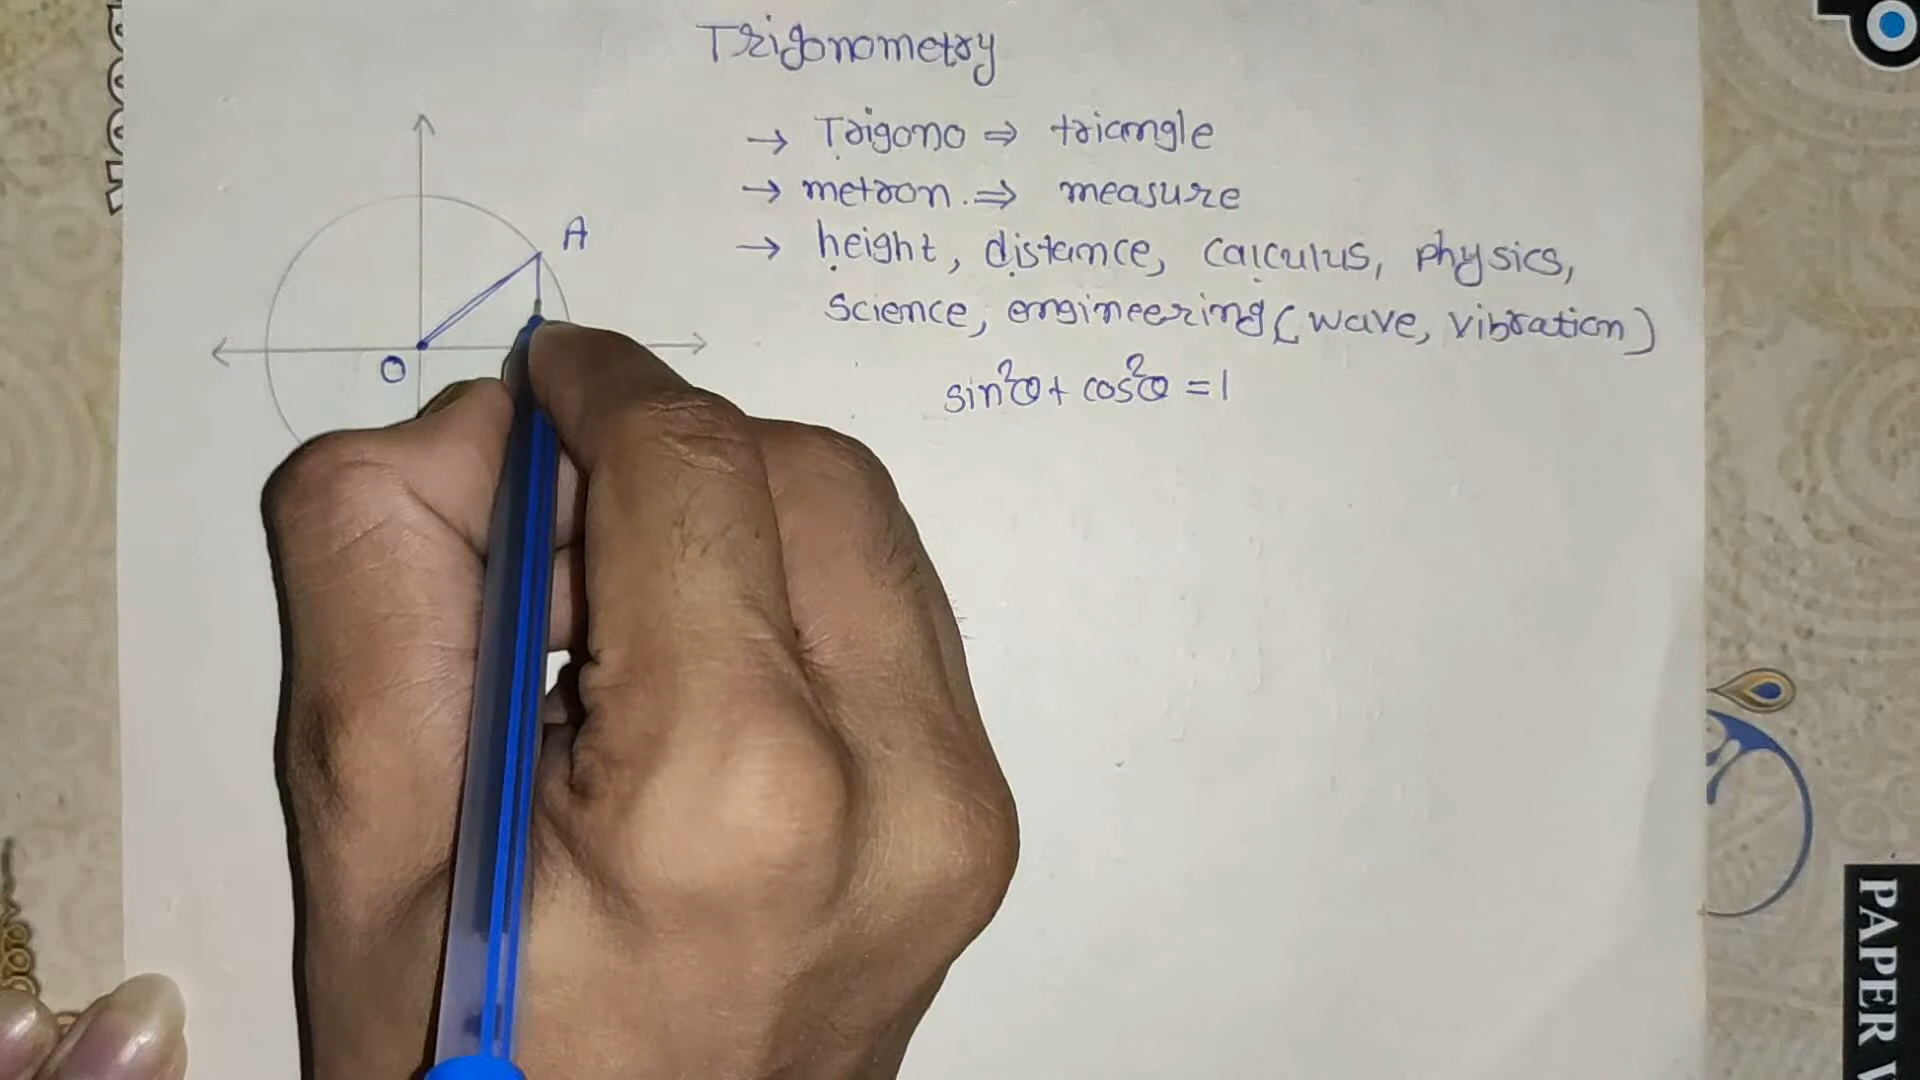 Trigonometry
→ Trigono ⇒ triangle
→ metron. ⇒ measure
→ height, distance, calculus, physics,
science, engineering (wave, vibration)
sin²θ + cos²θ = 1
A
O
PAPER